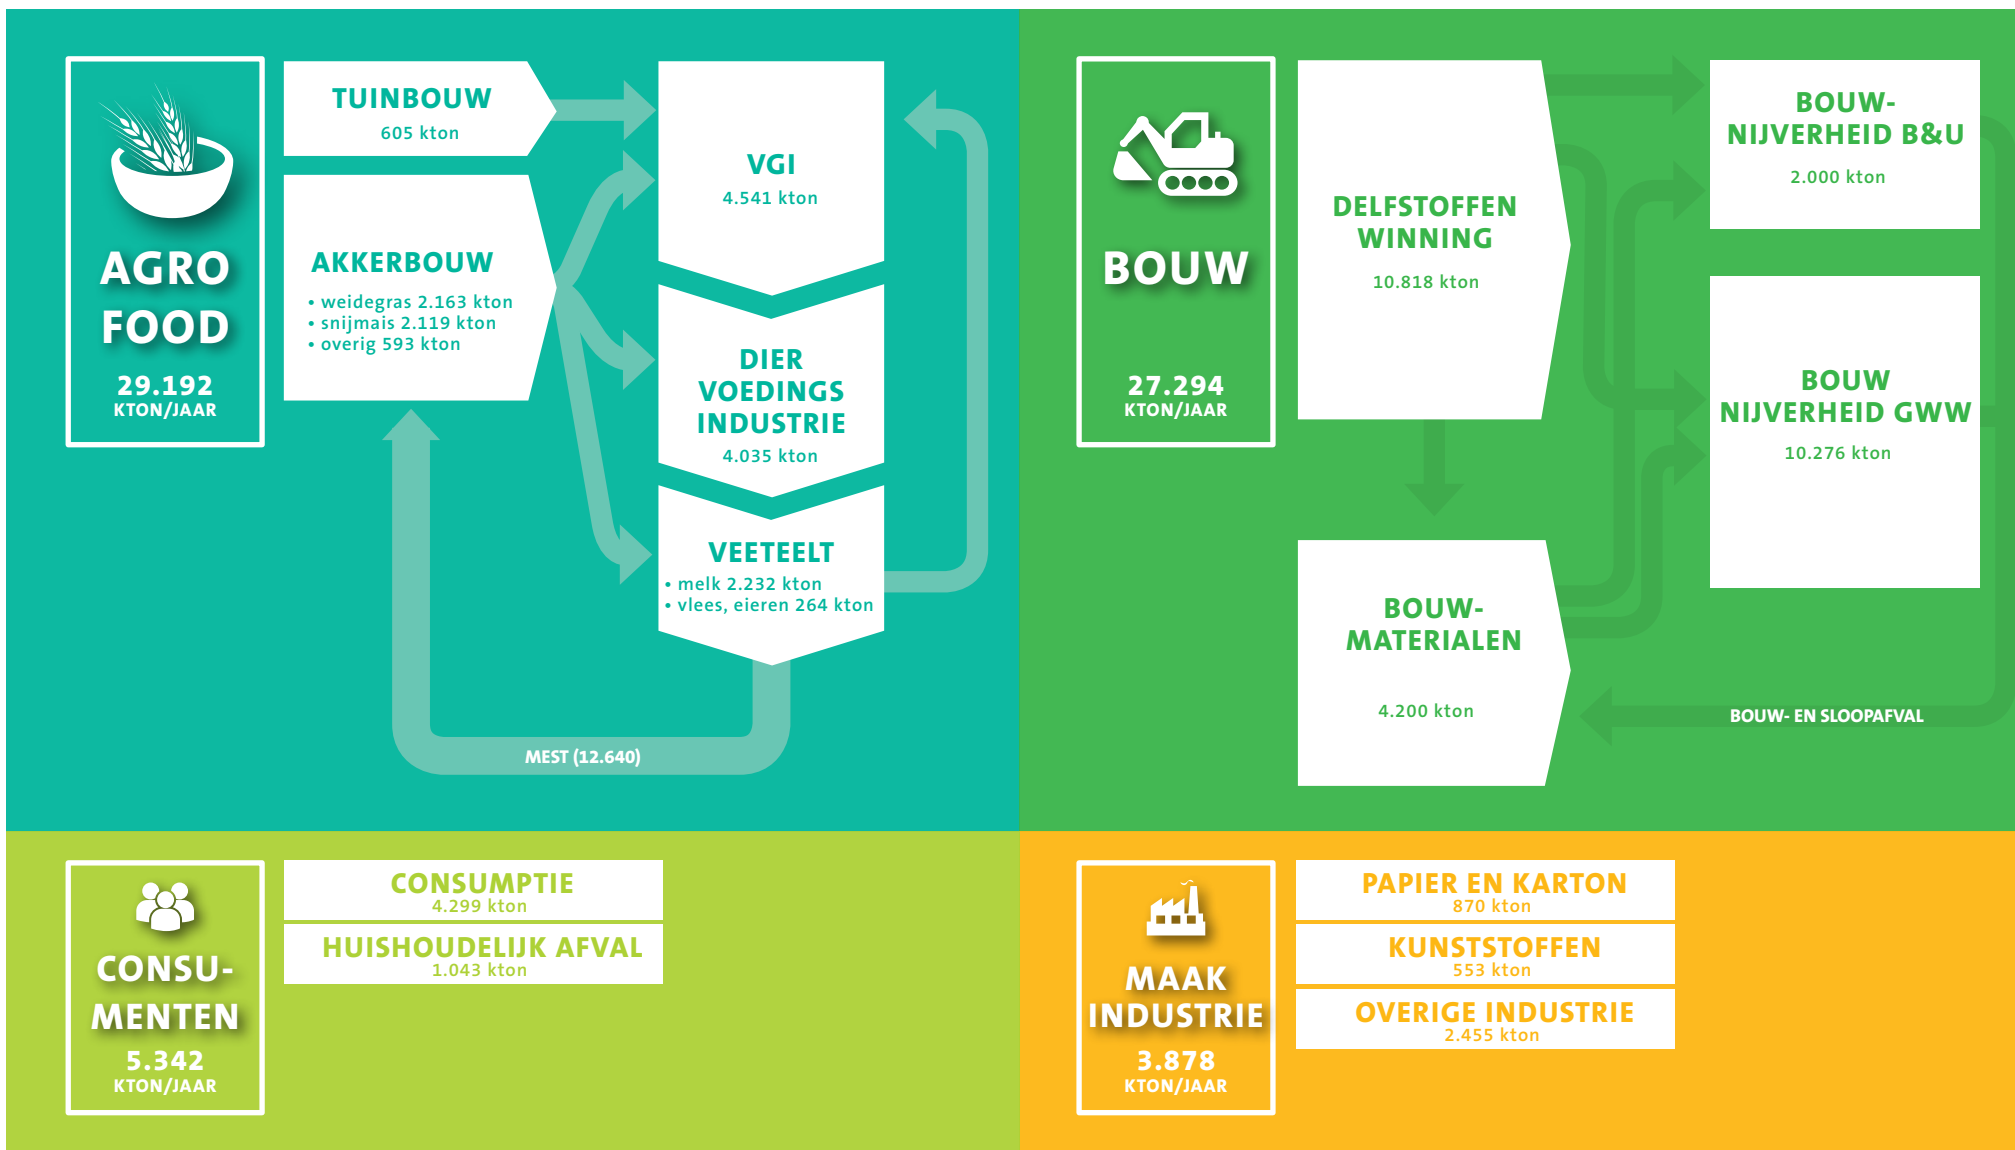 AGRO
FOOD
29.192
KTON/JAAR
TUINBOUW
605 kton
AKKERBOUW
• weidegras 2.163 kton
• snijmais 2.119 kton
• overig 593 kton
VGI
4.541 kton
DIER
VOEDINGS
INDUSTRIE
4.035 kton
VEETEELT
• melk 2.232 kton
• vlees, eieren 264 kton
MEST (12.640)
BOUW
27.294
KTON/JAAR
DELFSTOFFEN
WINNING
10.818 kton
BOUW-
MATERIALEN
4.200 kton
BOUW-
NIJVERHEID B&U
2.000 kton
BOUW
NIJVERHEID GWW
10.276 kton
BOUW- EN SLOOPAFVAL
CONSU-
MENTEN
5.342
KTON/JAAR
CONSUMPTIE
4.299 kton
HUISHOUDELIJK AFVAL
1.043 kton
MAAK
INDUSTRIE
3.878
KTON/JAAR
PAPIER EN KARTON
870 kton
KUNSTSTOFFEN
553 kton
OVERIGE INDUSTRIE
2.455 kton